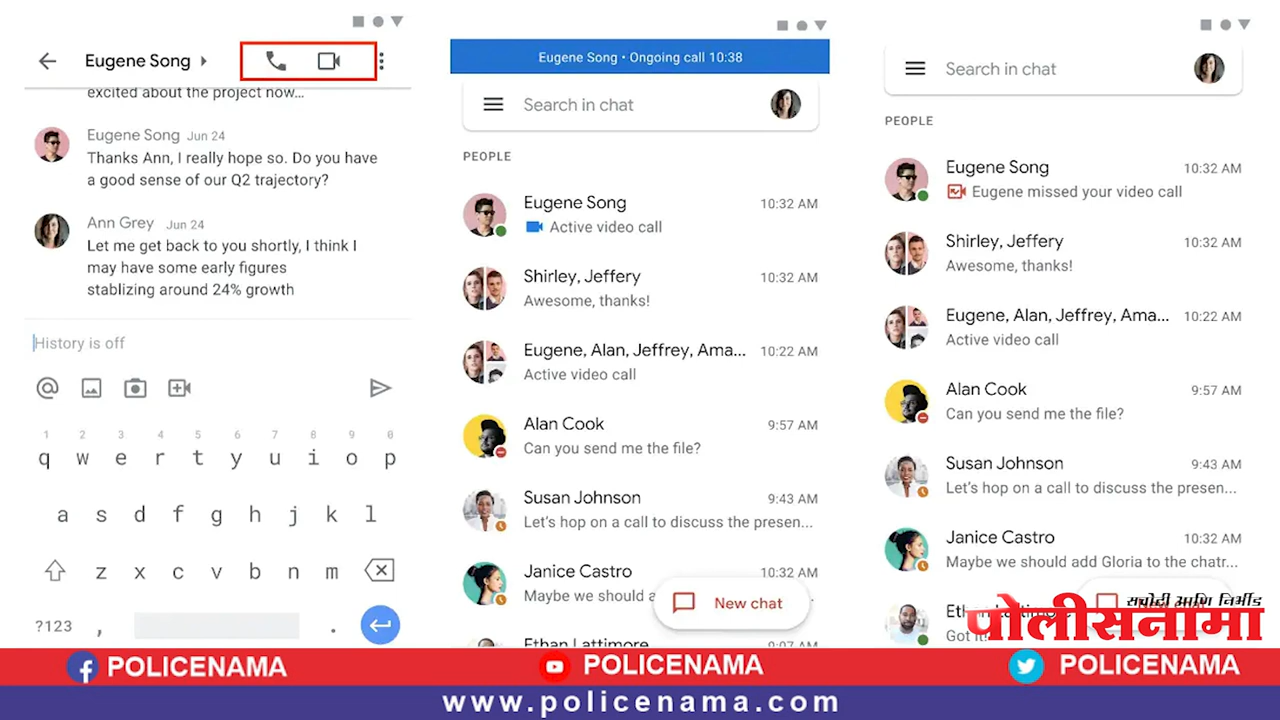 Eugene Song
excited about the project now...
Eugene Song Jun 24
Thanks Ann, I really hope so. Do you have
a good sense of our Q2 trajectory?
Ann Grey Jun 24
Let me get back to you shortly, I think I
may have some early figures
stablizing around 24% growth
History is off
1 2 3 4 5 6 7 8 9 0
q w e r t y u i o p
a s d f g h j k l
z x c v b n m
?123 , .
Eugene Song • Ongoing call 10:38
Search in chat
PEOPLE
Eugene Song 10:32 AM
Active video call
Shirley, Jeffery 10:32 AM
Awesome, thanks!
Eugene, Alan, Jeffrey, Ama... 10:22 AM
Active video call
Alan Cook 9:57 AM
Can you send me the file?
Susan Johnson 9:43 AM
Let's hop on a call to discuss the presen...
Janice Castro 10:32 AM
Maybe we should add
New chat
Ethan Lattimore 9:07 AM
Search in chat
PEOPLE
Eugene Song 10:32 AM
Eugene missed your video call
Shirley, Jeffery 10:32 AM
Awesome, thanks!
Eugene, Alan, Jeffrey, Ama... 10:22 AM
Active video call
Alan Cook 9:57 AM
Can you send me the file?
Susan Johnson 9:43 AM
Let's hop on a call to discuss the presen...
Janice Castro 10:32 AM
Maybe we should add Gloria to the chatr...
Ethan Lattimore
Got it!
सचोटी आणि निर्भीड
पोलीसनामा
POLICENAMA POLICENAMA POLICENAMA
www.policenama.com